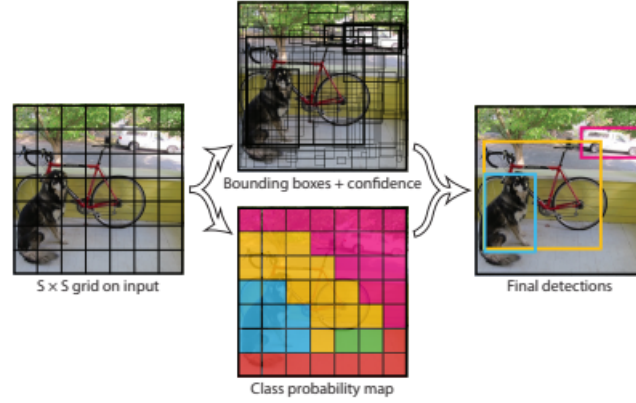 Bounding boxes + confidence
S × S grid on input
Final detections
Class probability map